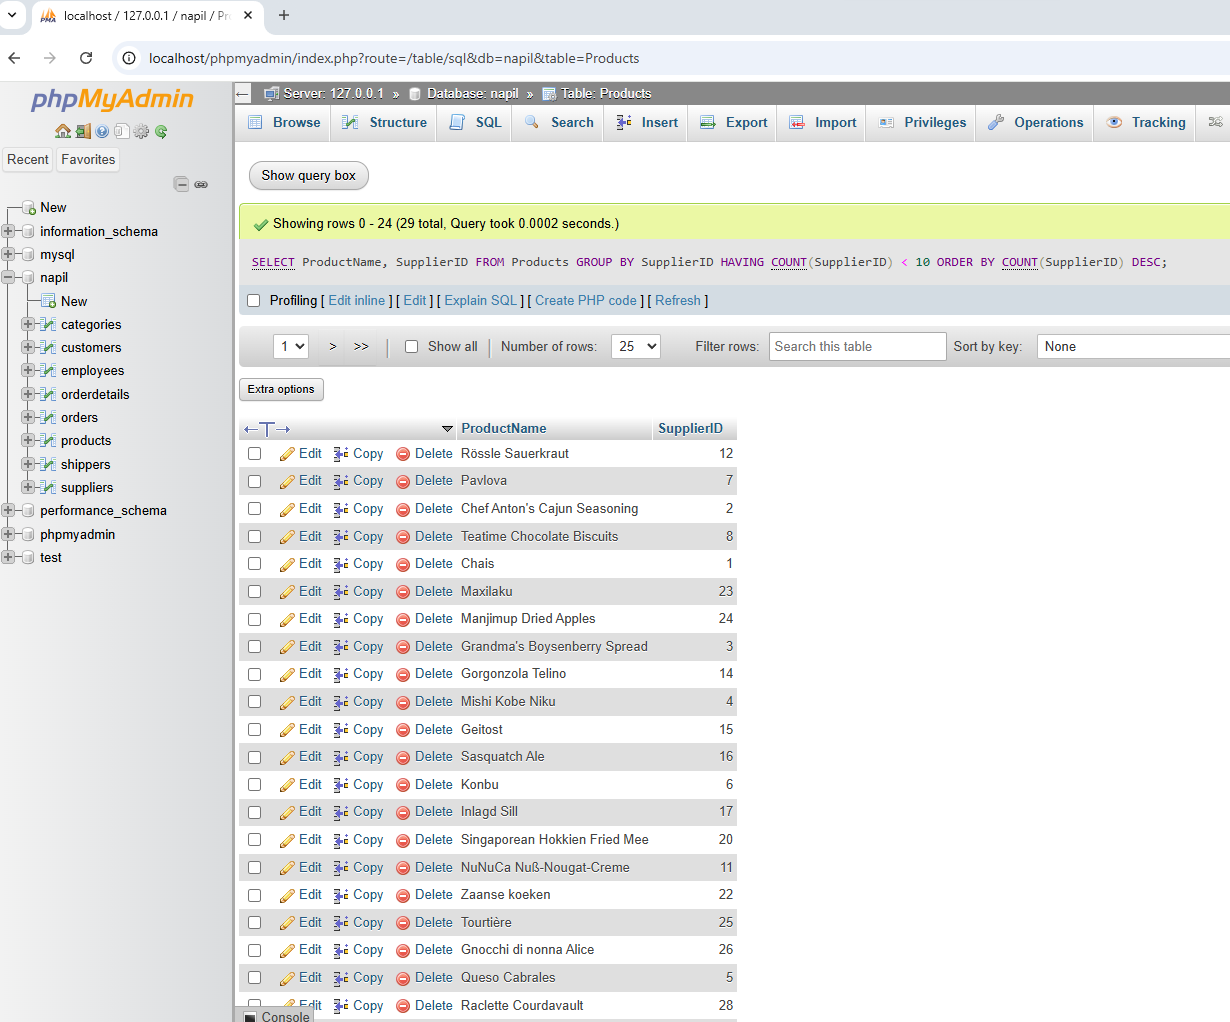 localhost / 127.0.0.1 / napil / Pr
localhost/phpmyadmin/index.php?route=/table/sql&db=napil&table=Products
phpMyAdmin
Recent Favorites
New
information_schema
mysql
napil
New
categories
customers
employees
orderdetails
orders
products
shippers
suppliers
performance_schema
phpmyadmin
test
Server: 127.0.0.1 » Database: napil » Table: Products
Browse Structure SQL Search Insert Export Import Privileges Operations Tracking
Show query box
Showing rows 0 - 24 (29 total, Query took 0.0002 seconds.)
SELECT ProductName, SupplierID FROM Products GROUP BY SupplierID HAVING COUNT(SupplierID) < 10 ORDER BY COUNT(SupplierID) DESC;
Profiling [ Edit inline ] [ Edit ] [ Explain SQL ] [ Create PHP code ] [ Refresh ]
1 > >> | Show all | Number of rows: 25 Filter rows: Search this table Sort by key: None
Extra options
←T→ ProductName SupplierID
Edit Copy Delete Rössle Sauerkraut 12
Edit Copy Delete Pavlova 7
Edit Copy Delete Chef Anton's Cajun Seasoning 2
Edit Copy Delete Teatime Chocolate Biscuits 8
Edit Copy Delete Chais 1
Edit Copy Delete Maxilaku 23
Edit Copy Delete Manjimup Dried Apples 24
Edit Copy Delete Grandma's Boysenberry Spread 3
Edit Copy Delete Gorgonzola Telino 14
Edit Copy Delete Mishi Kobe Niku 4
Edit Copy Delete Geitost 15
Edit Copy Delete Sasquatch Ale 16
Edit Copy Delete Konbu 6
Edit Copy Delete Inlagd Sill 17
Edit Copy Delete Singaporean Hokkien Fried Mee 20
Edit Copy Delete NuNuCa Nuß-Nougat-Creme 11
Edit Copy Delete Zaanse koeken 22
Edit Copy Delete Tourtière 25
Edit Copy Delete Gnocchi di nonna Alice 26
Edit Copy Delete Queso Cabrales 5
Edit Copy Delete Raclette Courdavault 28
Console